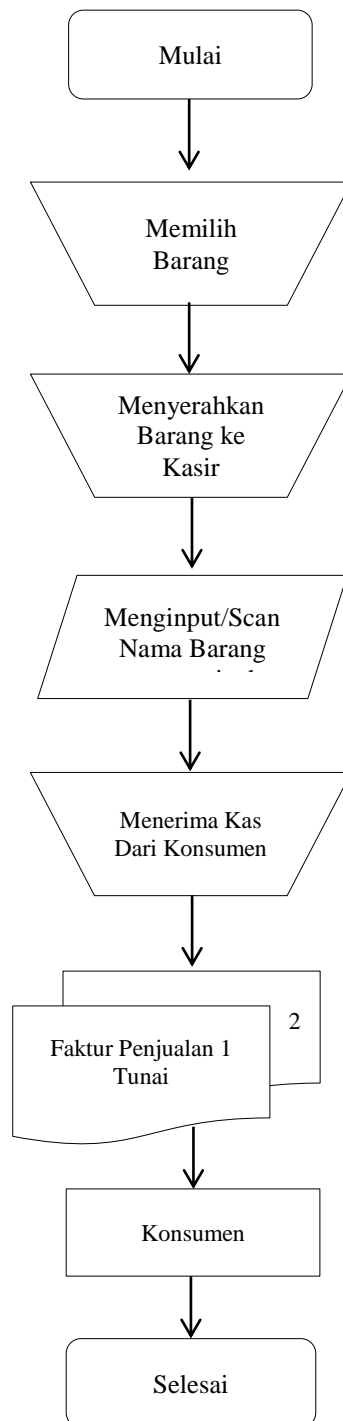 Mulai
Memilih
Barang
Menyerahkan
Barang ke
Kasir
Menginput/Scan
Nama Barang
Menerima Kas
Dari Konsumen
2
Faktur Penjualan 1
Tunai
Konsumen
Selesai